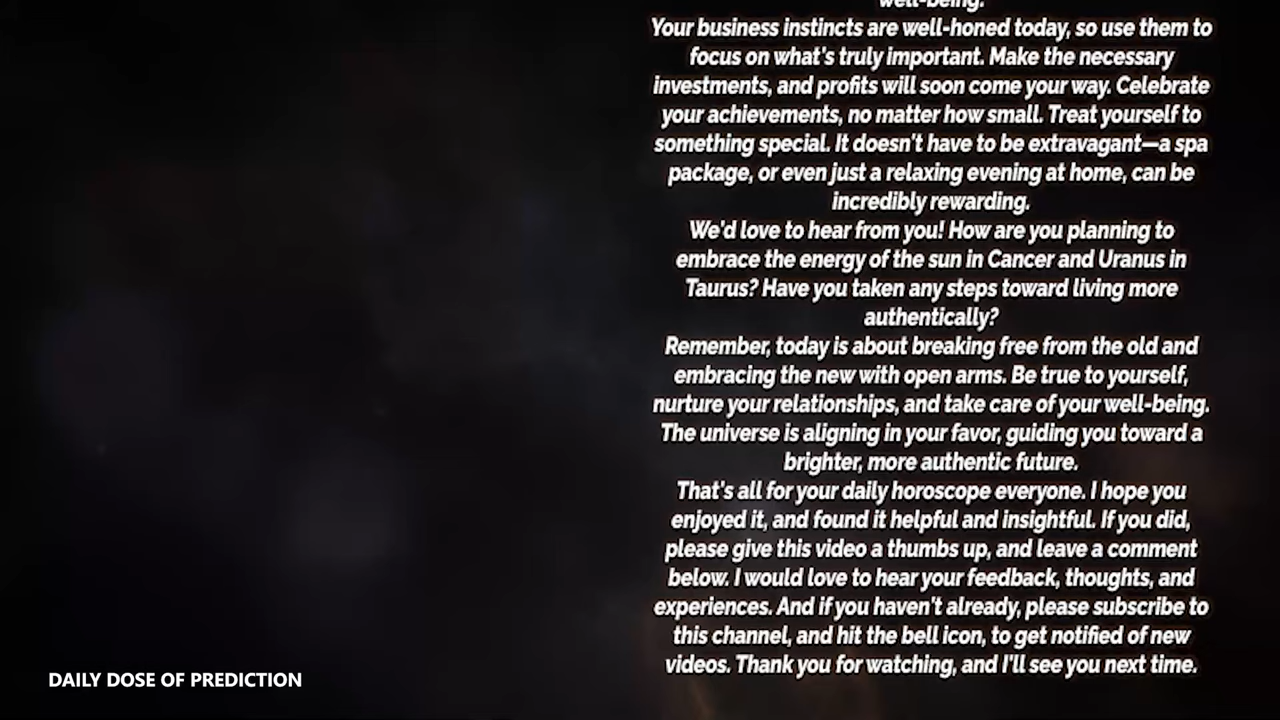 well-being.
Your business instincts are well-honed today, so use them to
focus on what's truly important. Make the necessary
investments, and profits will soon come your way. Celebrate
your achievements, no matter how small. Treat yourself to
something special. It doesn't have to be extravagant—a spa
package, or even just a relaxing evening at home, can be
incredibly rewarding.
We'd love to hear from you! How are you planning to
embrace the energy of the sun in Cancer and Uranus in
Taurus? Have you taken any steps toward living more
authentically?
Remember, today is about breaking free from the old and
embracing the new with open arms. Be true to yourself,
nurture your relationships, and take care of your well-being.
The universe is aligning in your favor, guiding you toward a
brighter, more authentic future.
That's all for your daily horoscope everyone. I hope you
enjoyed it, and found it helpful and insightful. If you did,
please give this video a thumbs up, and leave a comment
below. I would love to hear your feedback, thoughts, and
experiences. And if you haven't already, please subscribe to
this channel, and hit the bell icon, to get notified of new
videos. Thank you for watching, and I'll see you next time.
DAILY DOSE OF PREDICTION